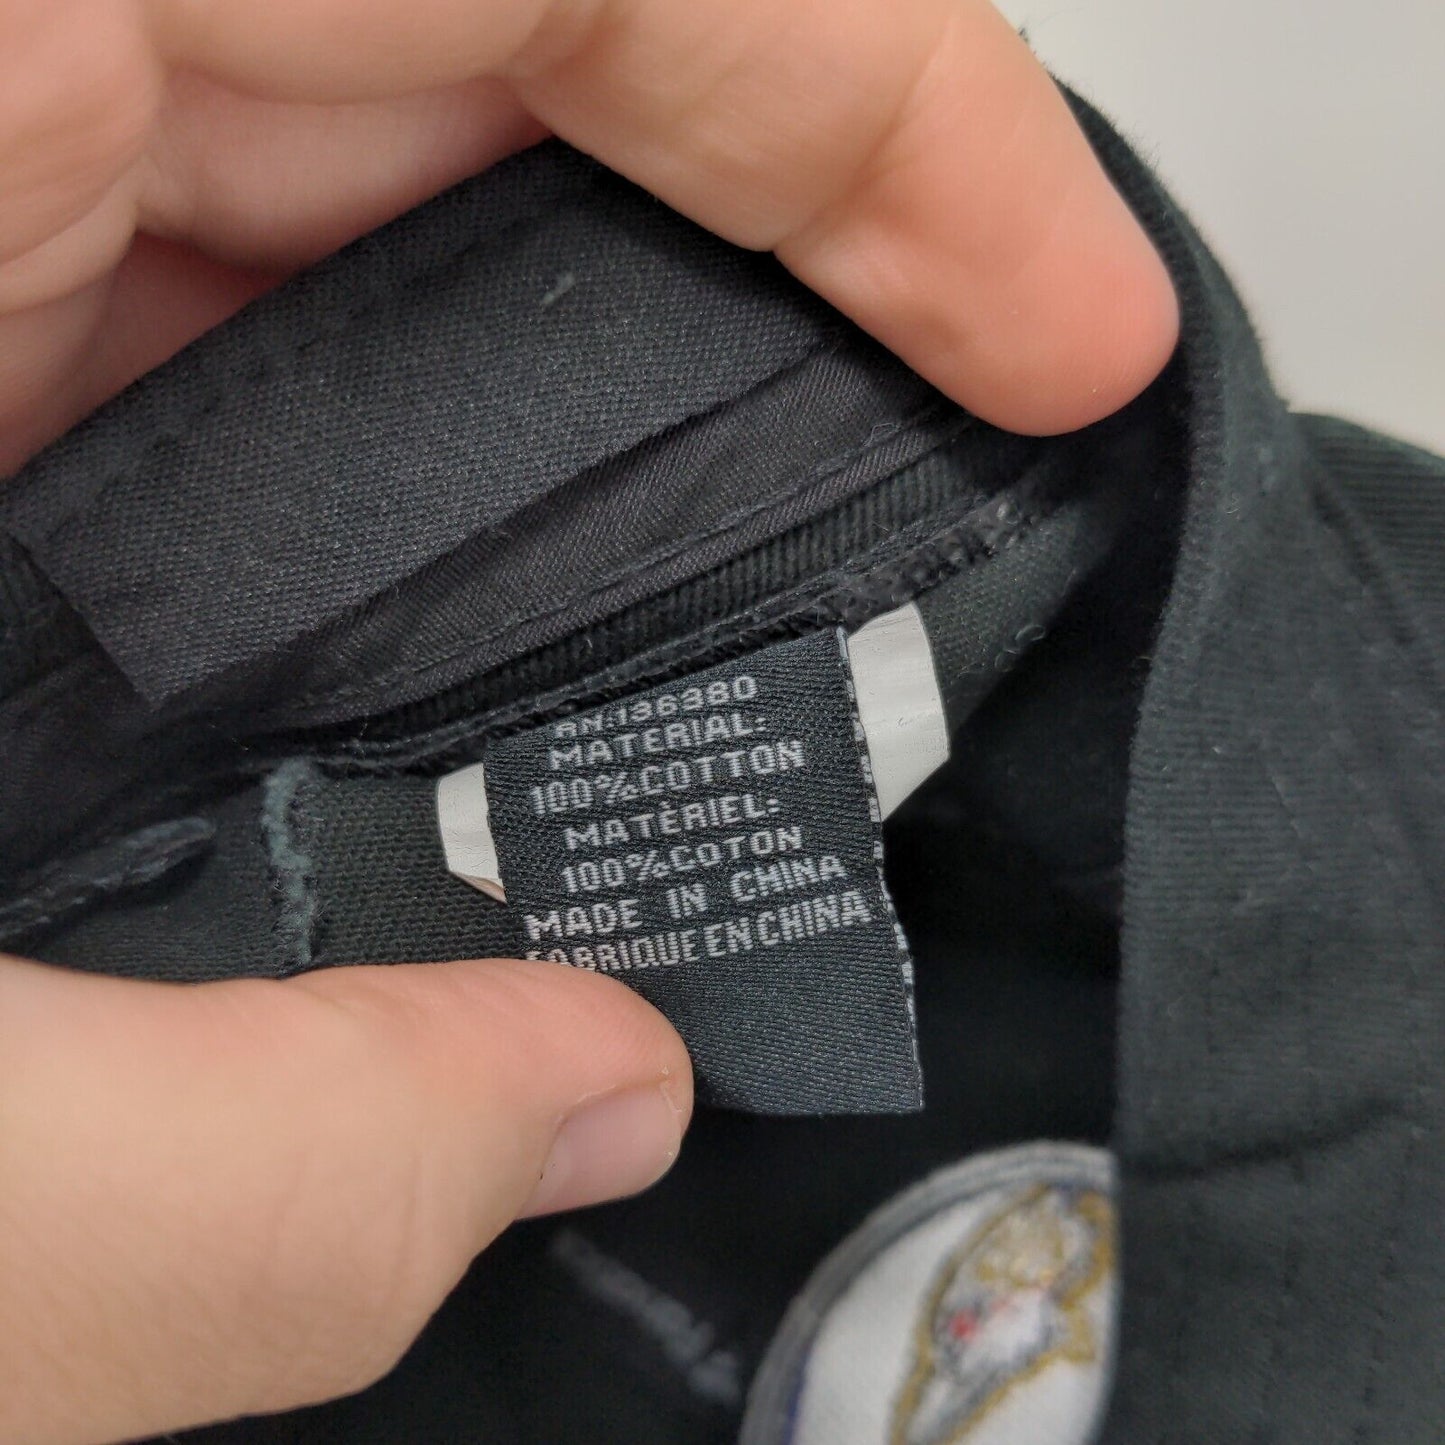 RN:136380
MATERIAL:
100%COTTON
MATÈRIEL:
100%COTON
MADE IN CHINA
FABRIQUE EN CHINA